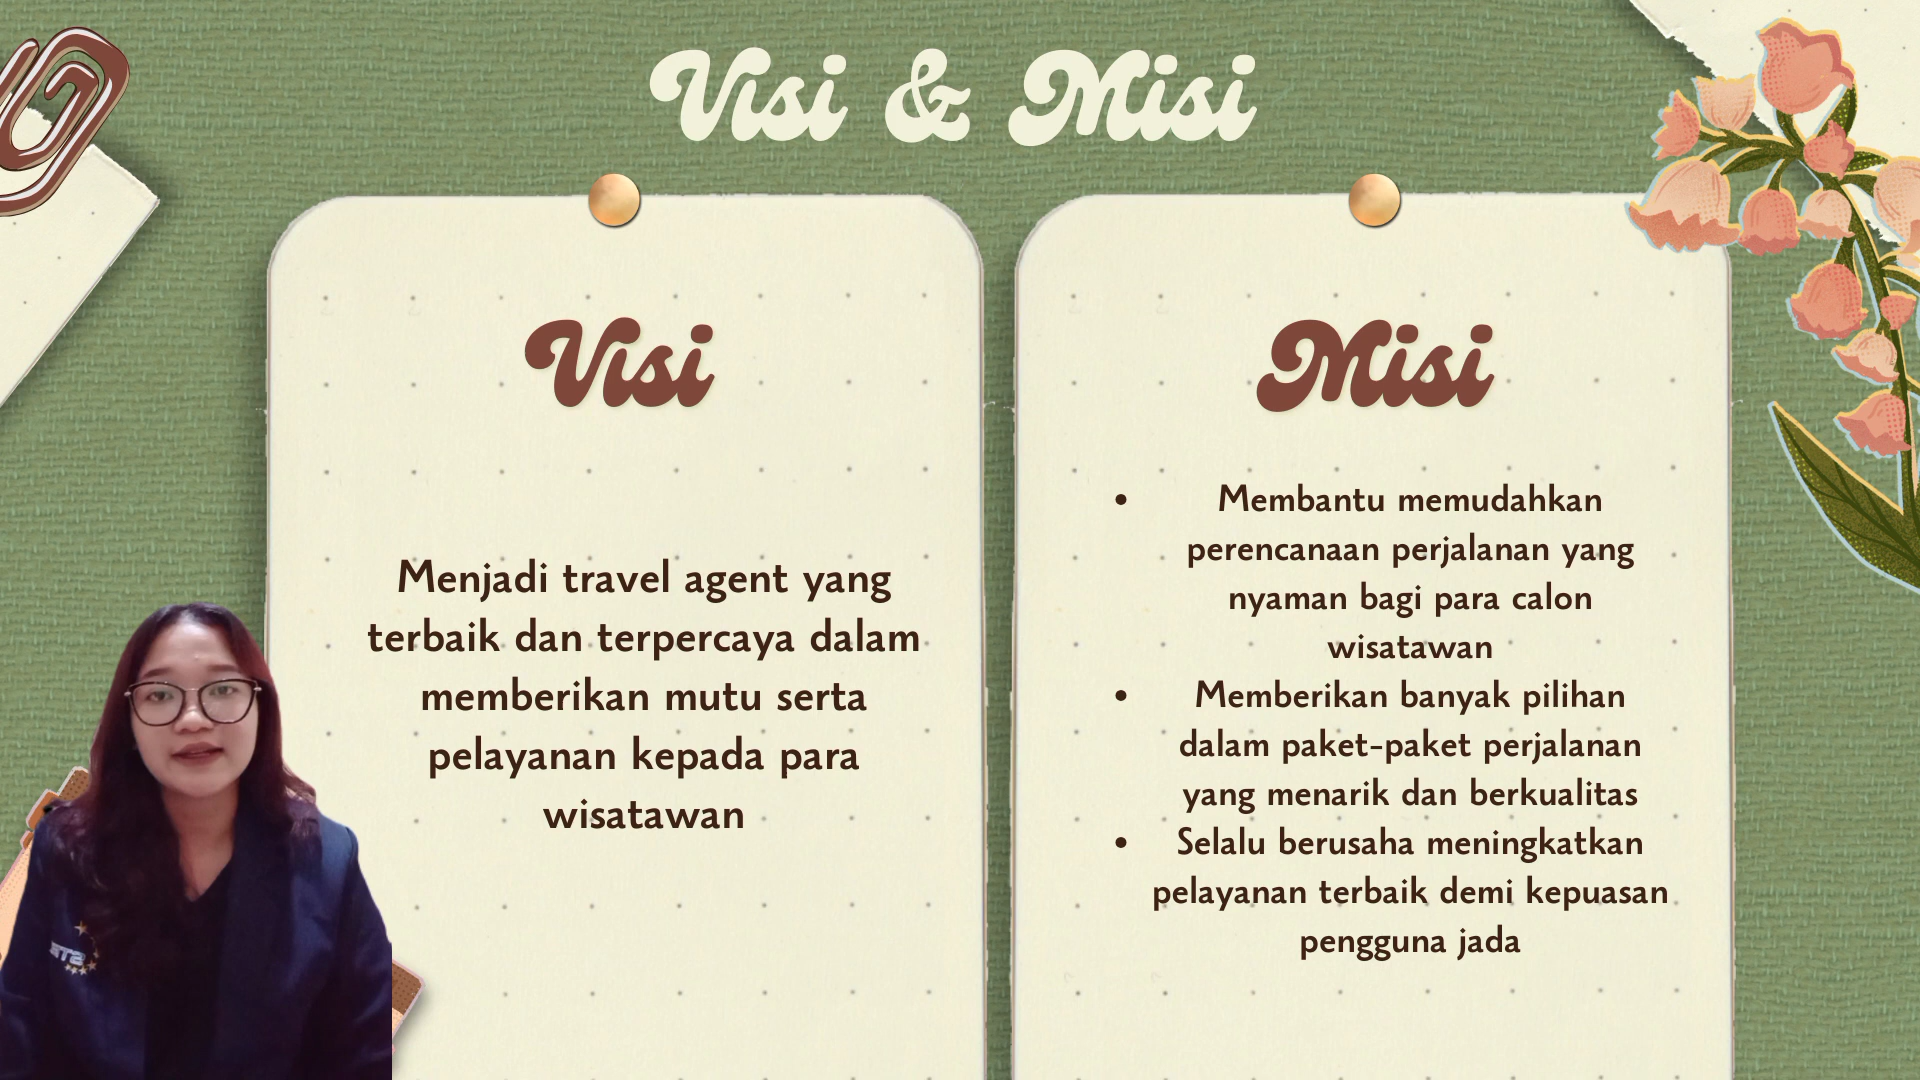 Visi & Misi
Visi
Menjadi travel agent yang
terbaik dan terpercaya dalam
memberikan mutu serta
pelayanan kepada para
wisatawan
Misi
• Membantu memudahkan
perencanaan perjalanan yang
nyaman bagi para calon
wisatawan
• Memberikan banyak pilihan
dalam paket-paket perjalanan
yang menarik dan berkualitas
• Selalu berusaha meningkatkan
pelayanan terbaik demi kepuasan
pengguna jada